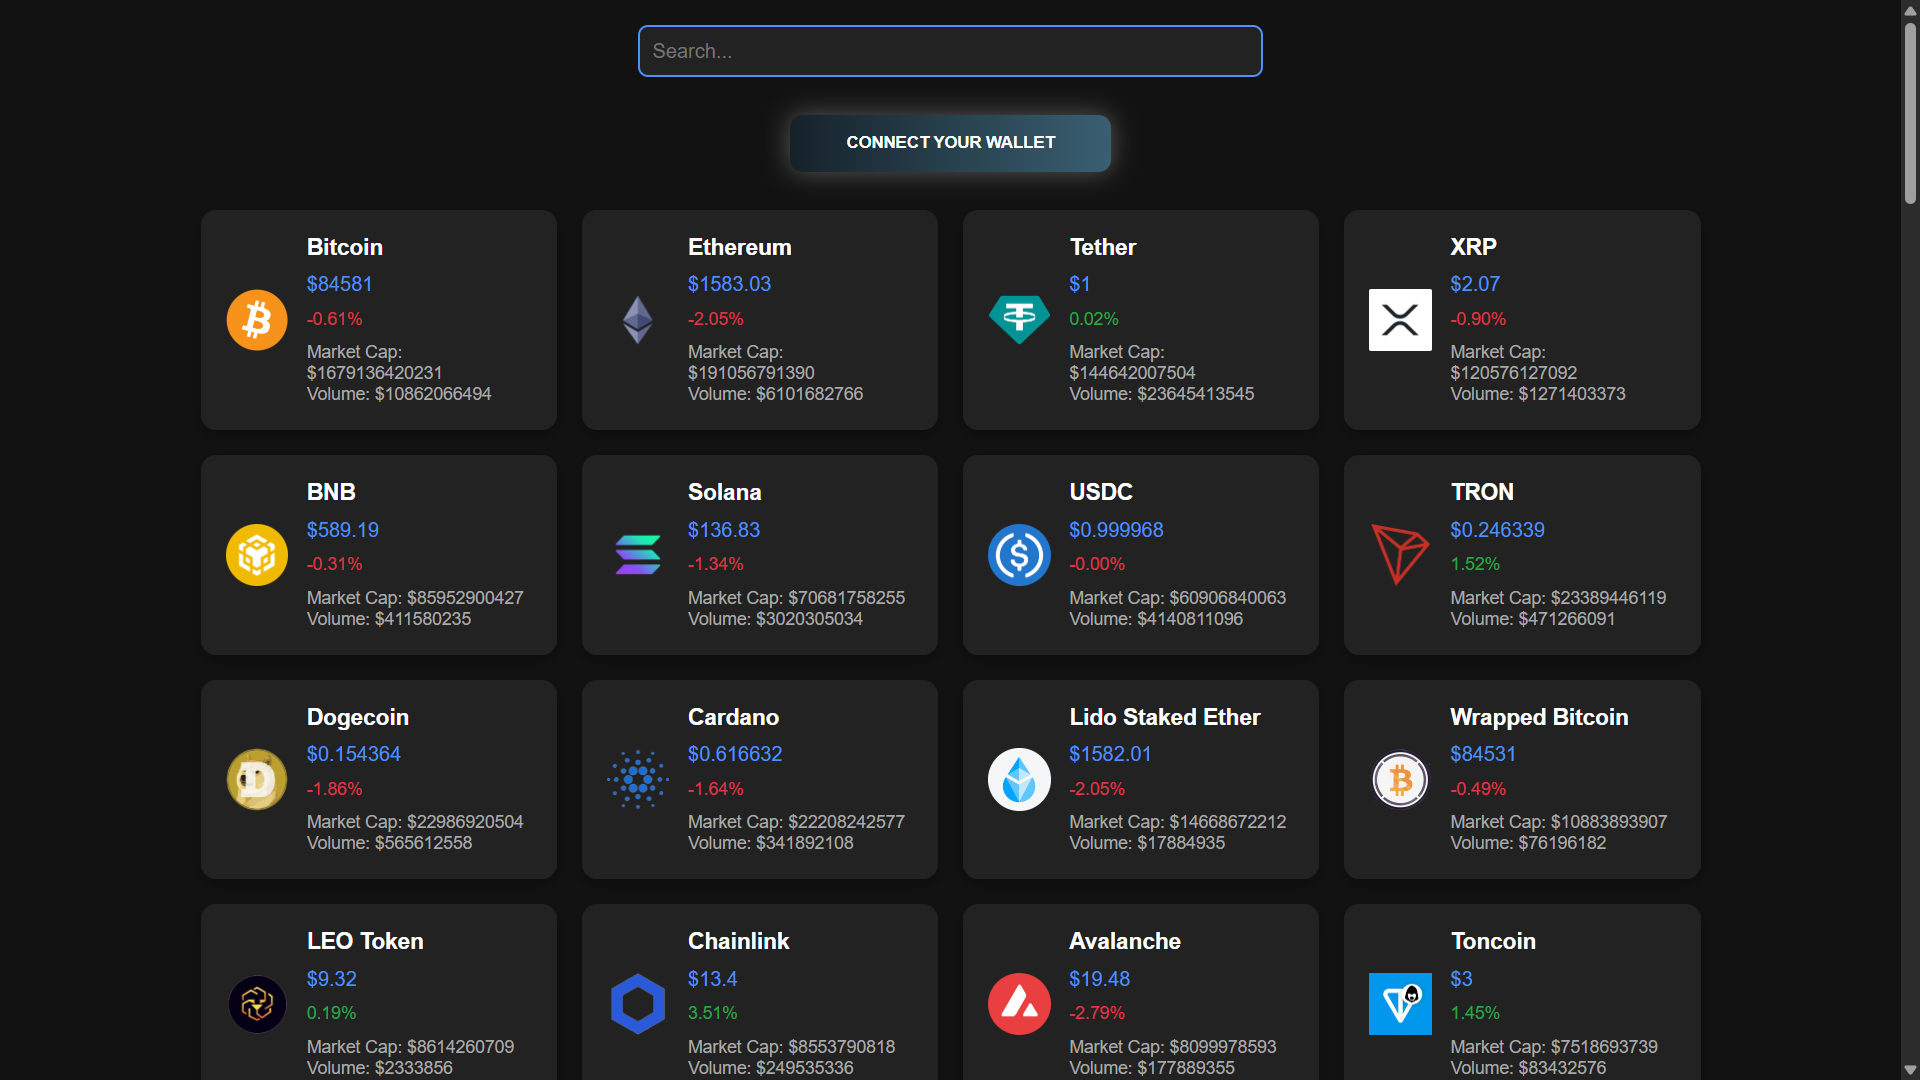 Search...
CONNECT YOUR WALLET
Bitcoin
$84581
-0.61%
Market Cap:
$1679136420231
Volume: $10862066494
Ethereum
$1583.03
-2.05%
Market Cap:
$191056791390
Volume: $6101682766
Tether
$1
0.02%
Market Cap:
$144642007504
Volume: $23645413545
XRP
$2.07
-0.90%
Market Cap:
$120576127092
Volume: $1271403373
BNB
$589.19
-0.31%
Market Cap: $85952900427
Volume: $411580235
Solana
$136.83
-1.34%
Market Cap: $70681758255
Volume: $3020305034
USDC
$0.999968
-0.00%
Market Cap: $60906840063
Volume: $4140811096
TRON
$0.246339
1.52%
Market Cap: $23389446119
Volume: $471266091
Dogecoin
$0.154364
-1.86%
Market Cap: $22986920504
Volume: $565612558
Cardano
$0.616632
-1.64%
Market Cap: $22208242577
Volume: $341892108
Lido Staked Ether
$1582.01
-2.05%
Market Cap: $14668672212
Volume: $17884935
Wrapped Bitcoin
$84531
-0.49%
Market Cap: $10883893907
Volume: $76196182
LEO Token
$9.32
0.19%
Market Cap: $8614260709
Volume: $2333856
Chainlink
$13.4
3.51%
Market Cap: $8553790818
Volume: $249535336
Avalanche
$19.48
-2.79%
Market Cap: $8099978593
Volume: $177889355
Toncoin
$3
1.45%
Market Cap: $7518693739
Volume: $83432576